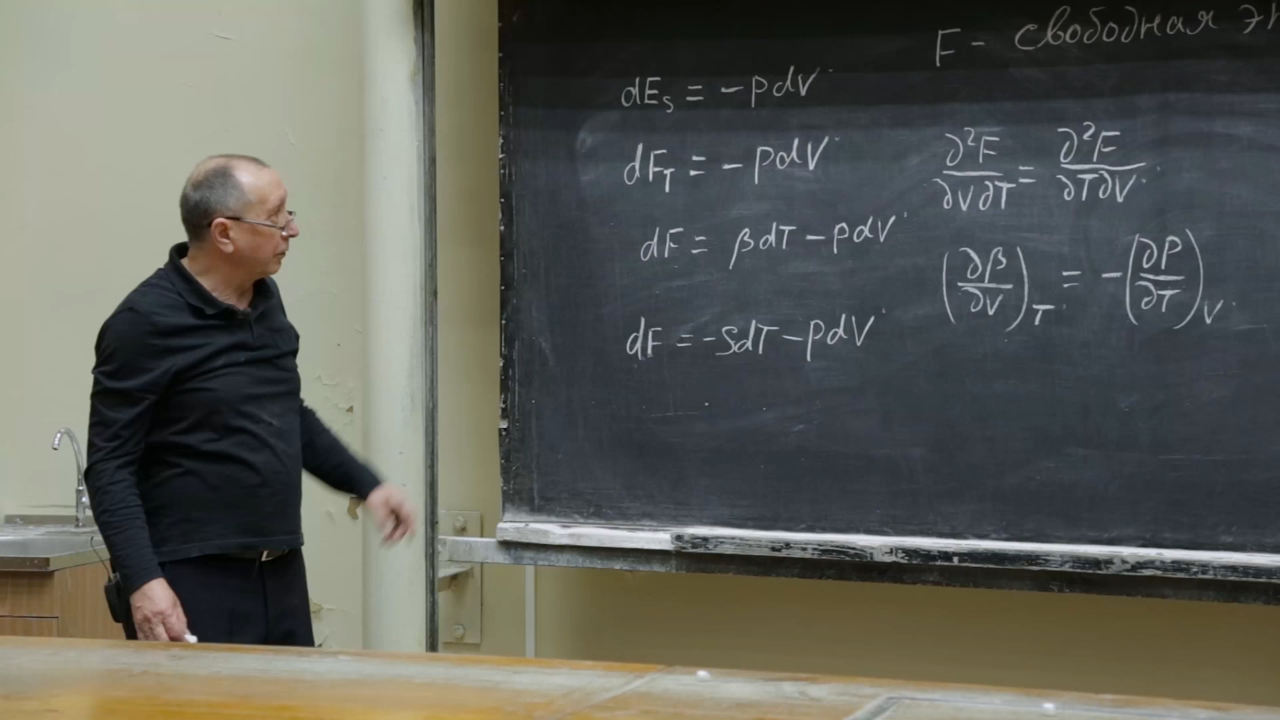 F - свободная
dE_S = -pdV
dF_T = -pdV
dF = βdT - pdV
dF = -SdT - pdV
∂²F/∂V∂T = ∂²F/∂T∂V
(∂β/∂V)_T = -(∂p/∂T)_V